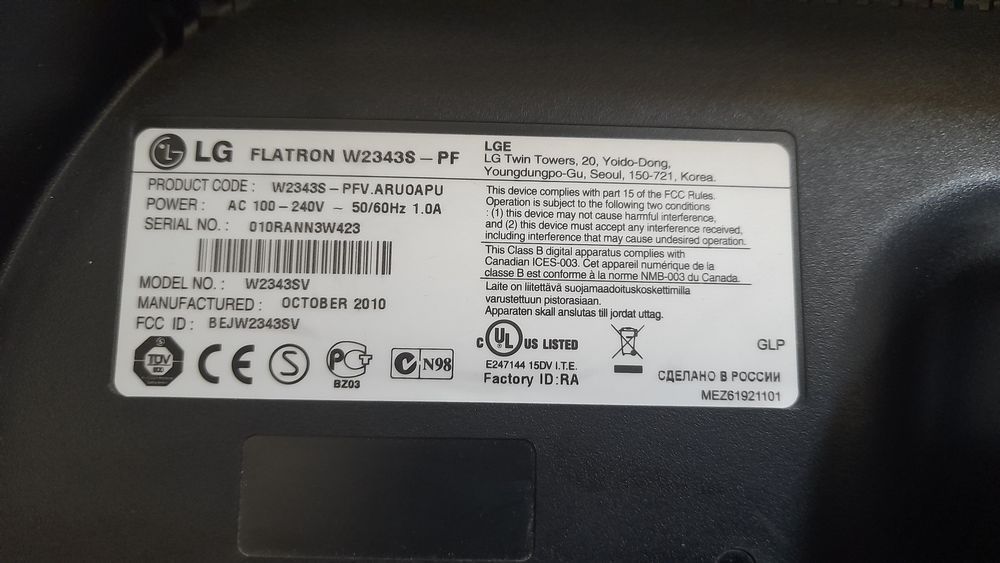 LG FLATRON W2343S-PF
PRODUCT CODE : W2343S-PFV.ARU0APU
POWER : AC 100-240V ~ 50/60Hz 1.0A
SERIAL NO. : 010RANN3W423
MODEL NO. : W2343SV
MANUFACTURED : OCTOBER 2010
FCC ID : BEJW2343SV
TÜV
CE
S
PCT
BZ03
N98
LGE
LG Twin Towers, 20, Yoido-Dong,
Youngdungpo-Gu, Seoul, 150-721, Korea.
This device complies with part 15 of the FCC Rules.
Operation is subject to the following two conditions
: (1) this device may not cause harmful interference,
and (2) this device must accept any interference received,
including interference that may cause undesired operation.
This Class B digital apparatus complies with
Canadian ICES-003. Cet appareil numérique de la
classe B est conforme à la norme NMB-003 du Canada.
Laite on liitettävä suojamaadoituskoskettimilla
varustettuun pistorasiaan.
Apparaten skall anslutas till jordat uttag.
C UL US LISTED
E247144 15DV I.T.E.
Factory ID:RA
GLP
СДЕЛАНО В РОССИИ
MEZ61921101